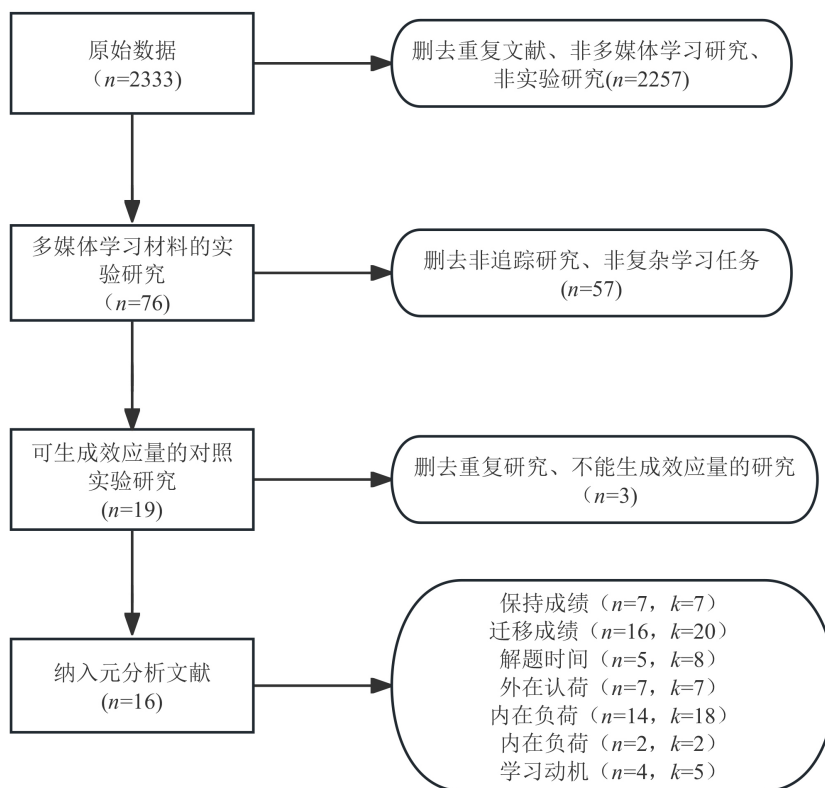 原始数据
（n=2333)
删去重复文献、非多媒体学习研究、
非实验研究(n=2257)
多媒体学习材料的实
验研究
（n=76)
删去非追踪研究、非复杂学习任务
(n=57)
可生成效应量的对照
实验研究
(n=19)
删去重复研究、不能生成效应量的研究
（n=3)
纳入元分析文献
(n=16)
保持成绩（n=7，k=7）
迁移成绩（n=16，k=20）
解题时间（n=5，k=8）
外在认荷（n=7，k=7）
内在负荷（n=14，k=18）
内在负荷（n=2，k=2）
学习动机（n=4，k=5）